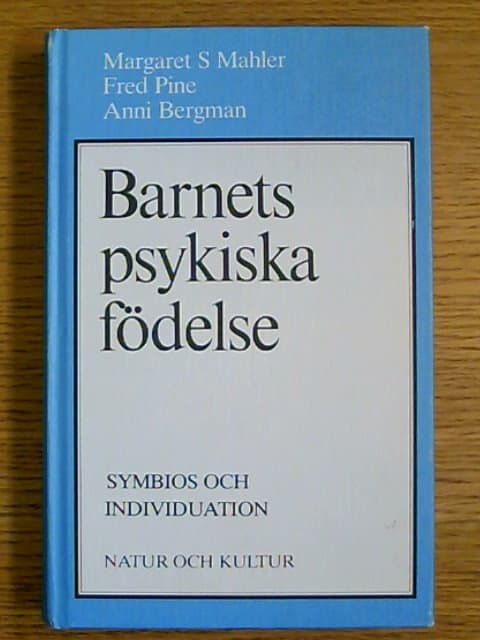 Margaret S Mahler
Fred Pine
Anni Bergman
Barnets
psykiska
födelse
SYMBIOS OCH
INDIVIDUATION
NATUR OCH KULTUR